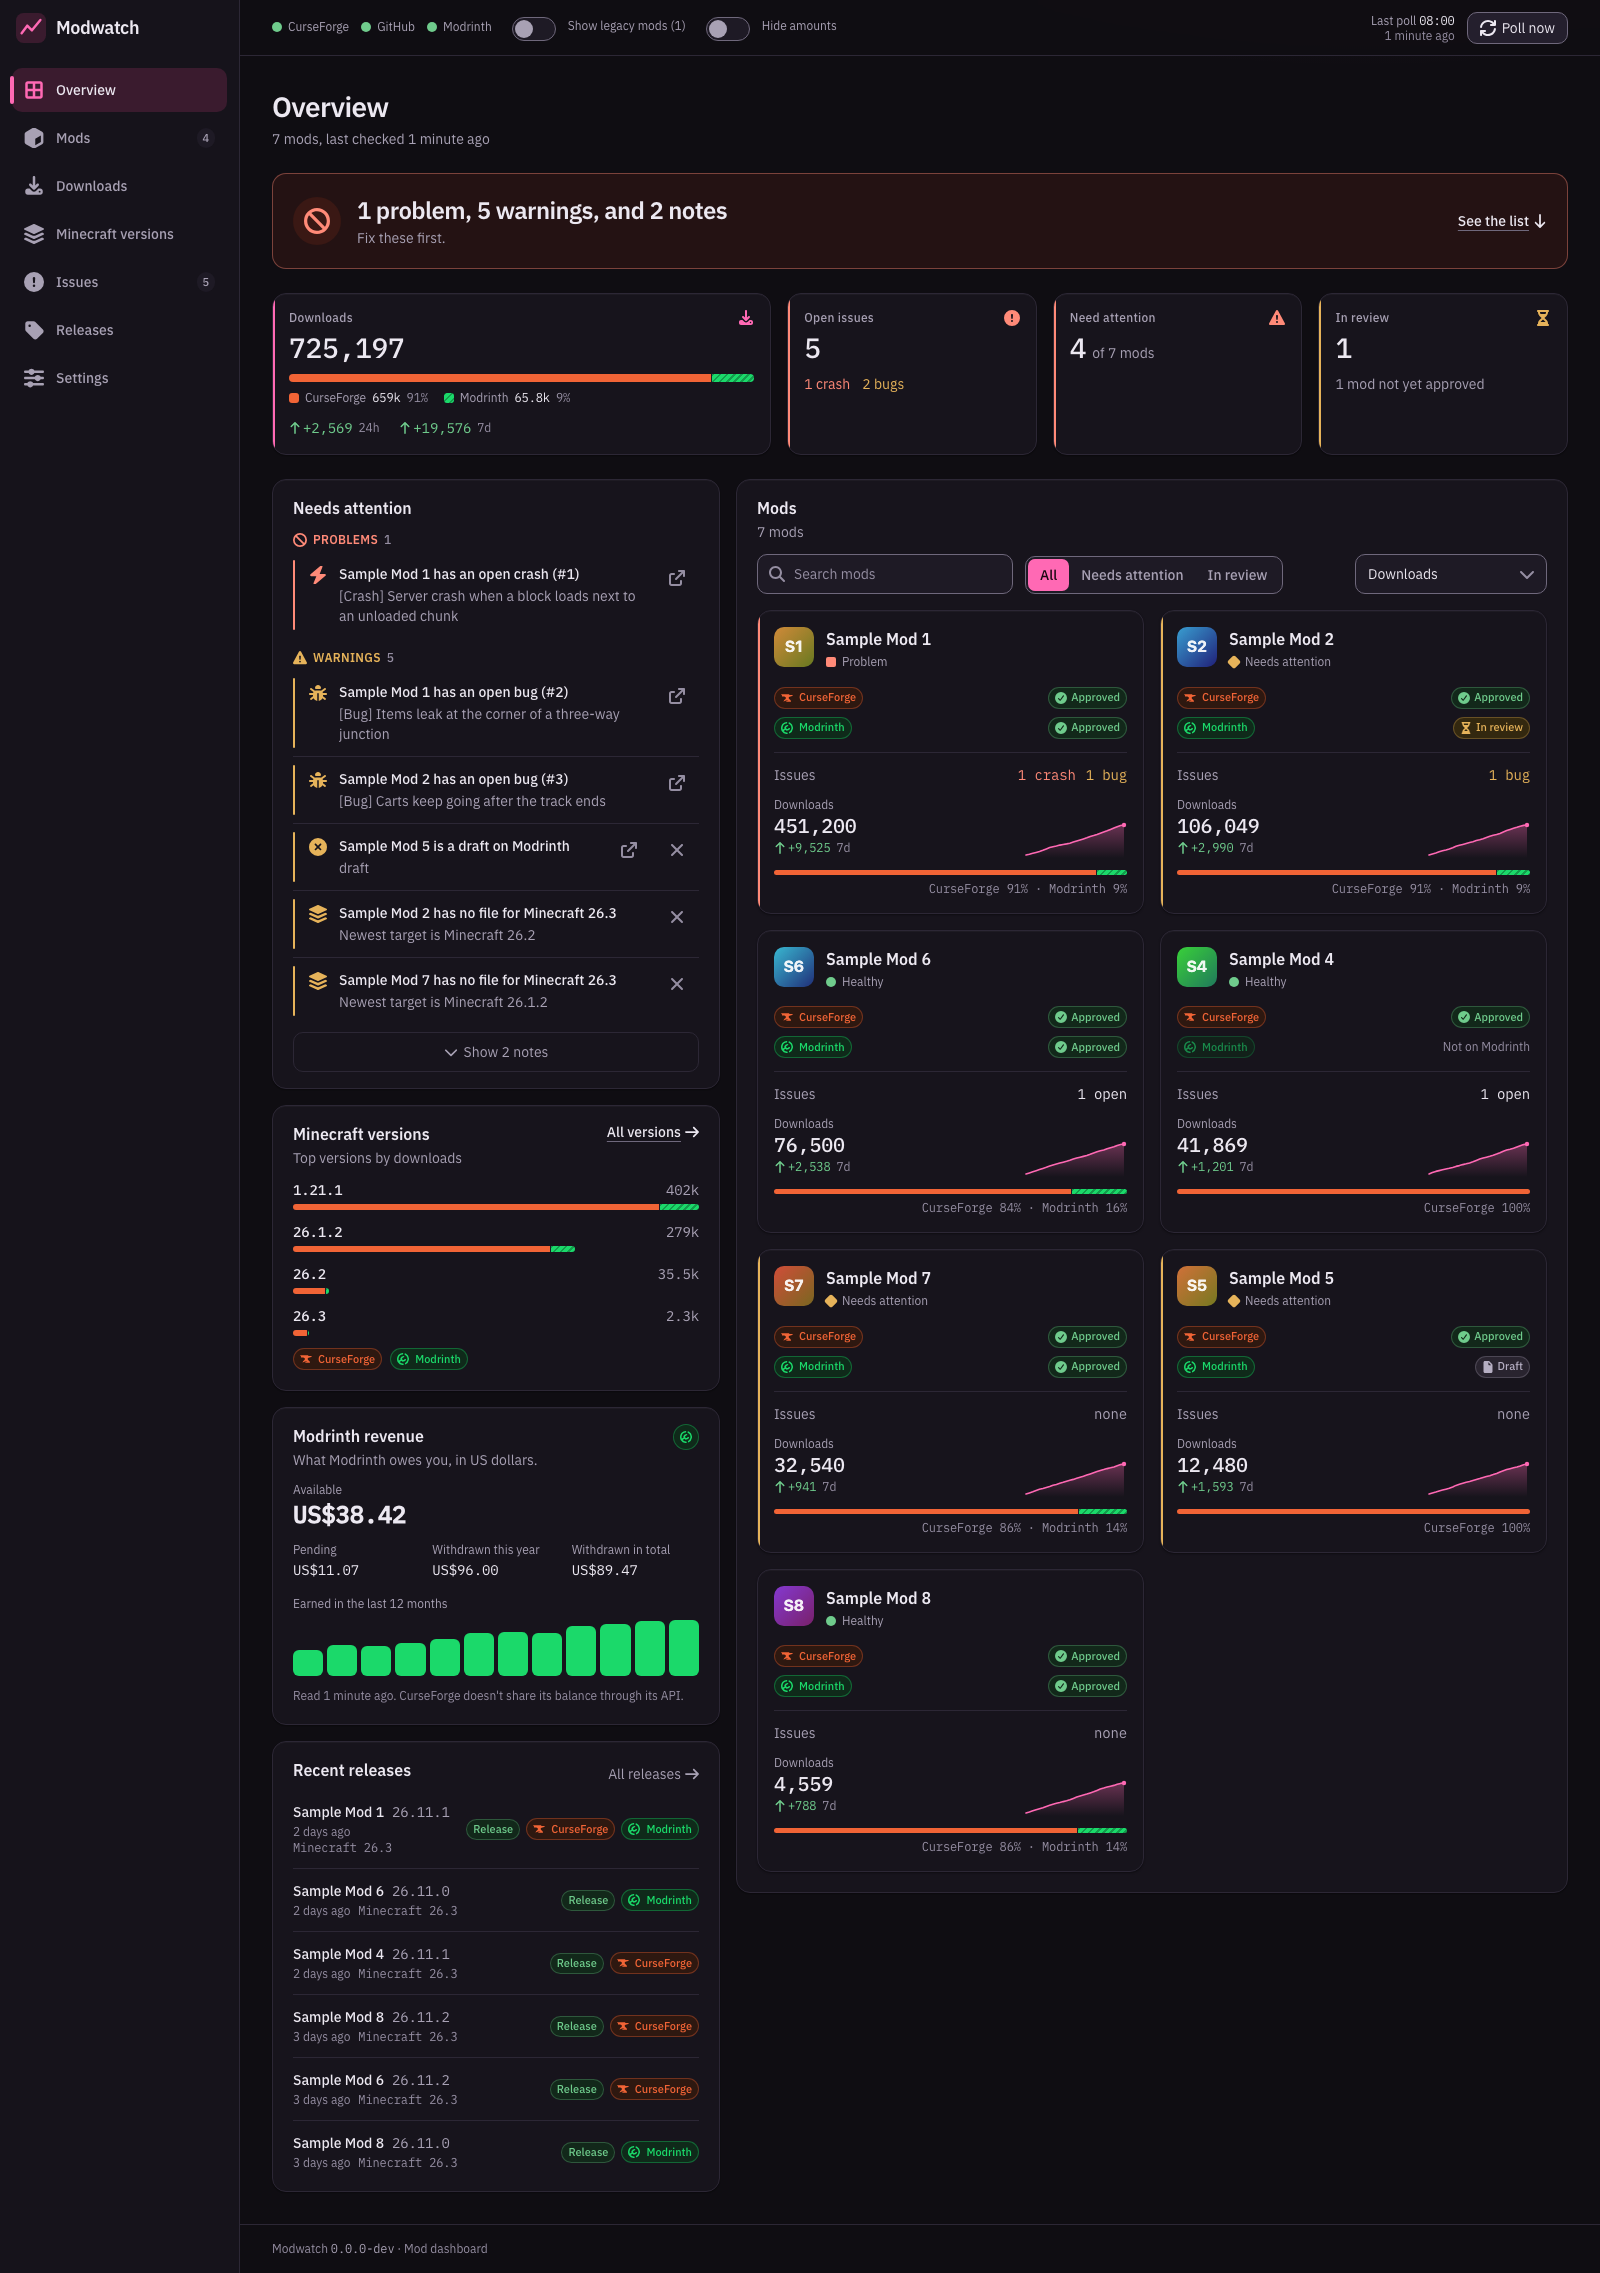 Modwatch
Overview
Mods 4
Downloads
Minecraft versions
Issues 5
Releases
Settings
CurseForge GitHub Modrinth Show legacy mods (1) Hide amounts
Last poll 08:00
1 minute ago
Poll now
Overview
7 mods, last checked 1 minute ago
1 problem, 5 warnings, and 2 notes
Fix these first.
See the list
Downloads
725,197
CurseForge 659k 91% Modrinth 65.8k 9%
+2,569 24h +19,576 7d
Open issues
5
1 crash 2 bugs
Need attention
4 of 7 mods
In review
1
1 mod not yet approved
Needs attention
PROBLEMS 1
Sample Mod 1 has an open crash (#1)
[Crash] Server crash when a block loads next to
an unloaded chunk
WARNINGS 5
Sample Mod 1 has an open bug (#2)
[Bug] Items leak at the corner of a three-way
junction
Sample Mod 2 has an open bug (#3)
[Bug] Carts keep going after the track ends
Sample Mod 5 is a draft on Modrinth
draft
Sample Mod 2 has no file for Minecraft 26.3
Newest target is Minecraft 26.2
Sample Mod 7 has no file for Minecraft 26.3
Newest target is Minecraft 26.1.2
Show 2 notes
Minecraft versions
All versions
Top versions by downloads
1.21.1 402k
26.1.2 279k
26.2 35.5k
26.3 2.3k
CurseForge Modrinth
Modrinth revenue
What Modrinth owes you, in US dollars.
Available
US$38.42
Pending Withdrawn this year Withdrawn in total
US$11.07 US$96.00 US$89.47
Earned in the last 12 months
Read 1 minute ago. CurseForge doesn't share its balance through its API.
Recent releases
All releases
Sample Mod 1 26.11.1
2 days ago
Minecraft 26.3
Release CurseForge Modrinth
Sample Mod 6 26.11.0
2 days ago Minecraft 26.3
Release Modrinth
Sample Mod 4 26.11.1
2 days ago Minecraft 26.3
Release CurseForge
Sample Mod 8 26.11.2
3 days ago Minecraft 26.3
Release CurseForge
Sample Mod 6 26.11.2
3 days ago Minecraft 26.3
Release CurseForge
Sample Mod 8 26.11.0
3 days ago Minecraft 26.3
Release Modrinth
Mods
7 mods
Search mods
All Needs attention In review
Downloads
S1 Sample Mod 1
Problem
CurseForge Approved
Modrinth Approved
Issues 1 crash 1 bug
Downloads
451,200
+9,525 7d
CurseForge 91% · Modrinth 9%
S2 Sample Mod 2
Needs attention
CurseForge Approved
Modrinth In review
Issues 1 bug
Downloads
106,049
+2,990 7d
CurseForge 91% · Modrinth 9%
S6 Sample Mod 6
Healthy
CurseForge Approved
Modrinth Approved
Issues 1 open
Downloads
76,500
+2,538 7d
CurseForge 84% · Modrinth 16%
S4 Sample Mod 4
Healthy
CurseForge Approved
Modrinth Not on Modrinth
Issues 1 open
Downloads
41,869
+1,201 7d
CurseForge 100%
S7 Sample Mod 7
Needs attention
CurseForge Approved
Modrinth Approved
Issues none
Downloads
32,540
+941 7d
CurseForge 86% · Modrinth 14%
S5 Sample Mod 5
Needs attention
CurseForge Approved
Modrinth Draft
Issues none
Downloads
12,480
+1,593 7d
CurseForge 100%
S8 Sample Mod 8
Healthy
CurseForge Approved
Modrinth Approved
Issues none
Downloads
4,559
+788 7d
CurseForge 86% · Modrinth 14%
Modwatch 0.0.0-dev · Mod dashboard